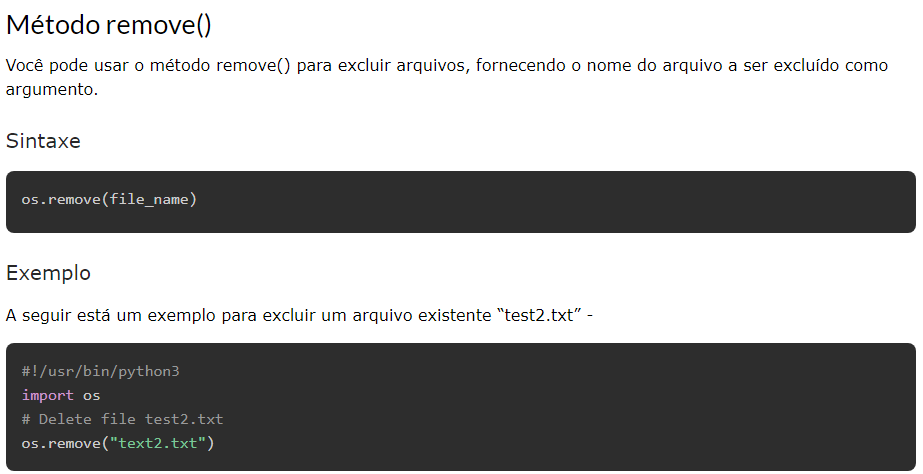 Método remove()
Você pode usar o método remove() para excluir arquivos, fornecendo o nome do arquivo a ser excluído como
argumento.
Sintaxe
os.remove(file_name)
Exemplo
A seguir está um exemplo para excluir um arquivo existente “test2.txt” -
#!/usr/bin/python3
import os
# Delete file test2.txt
os.remove("text2.txt")